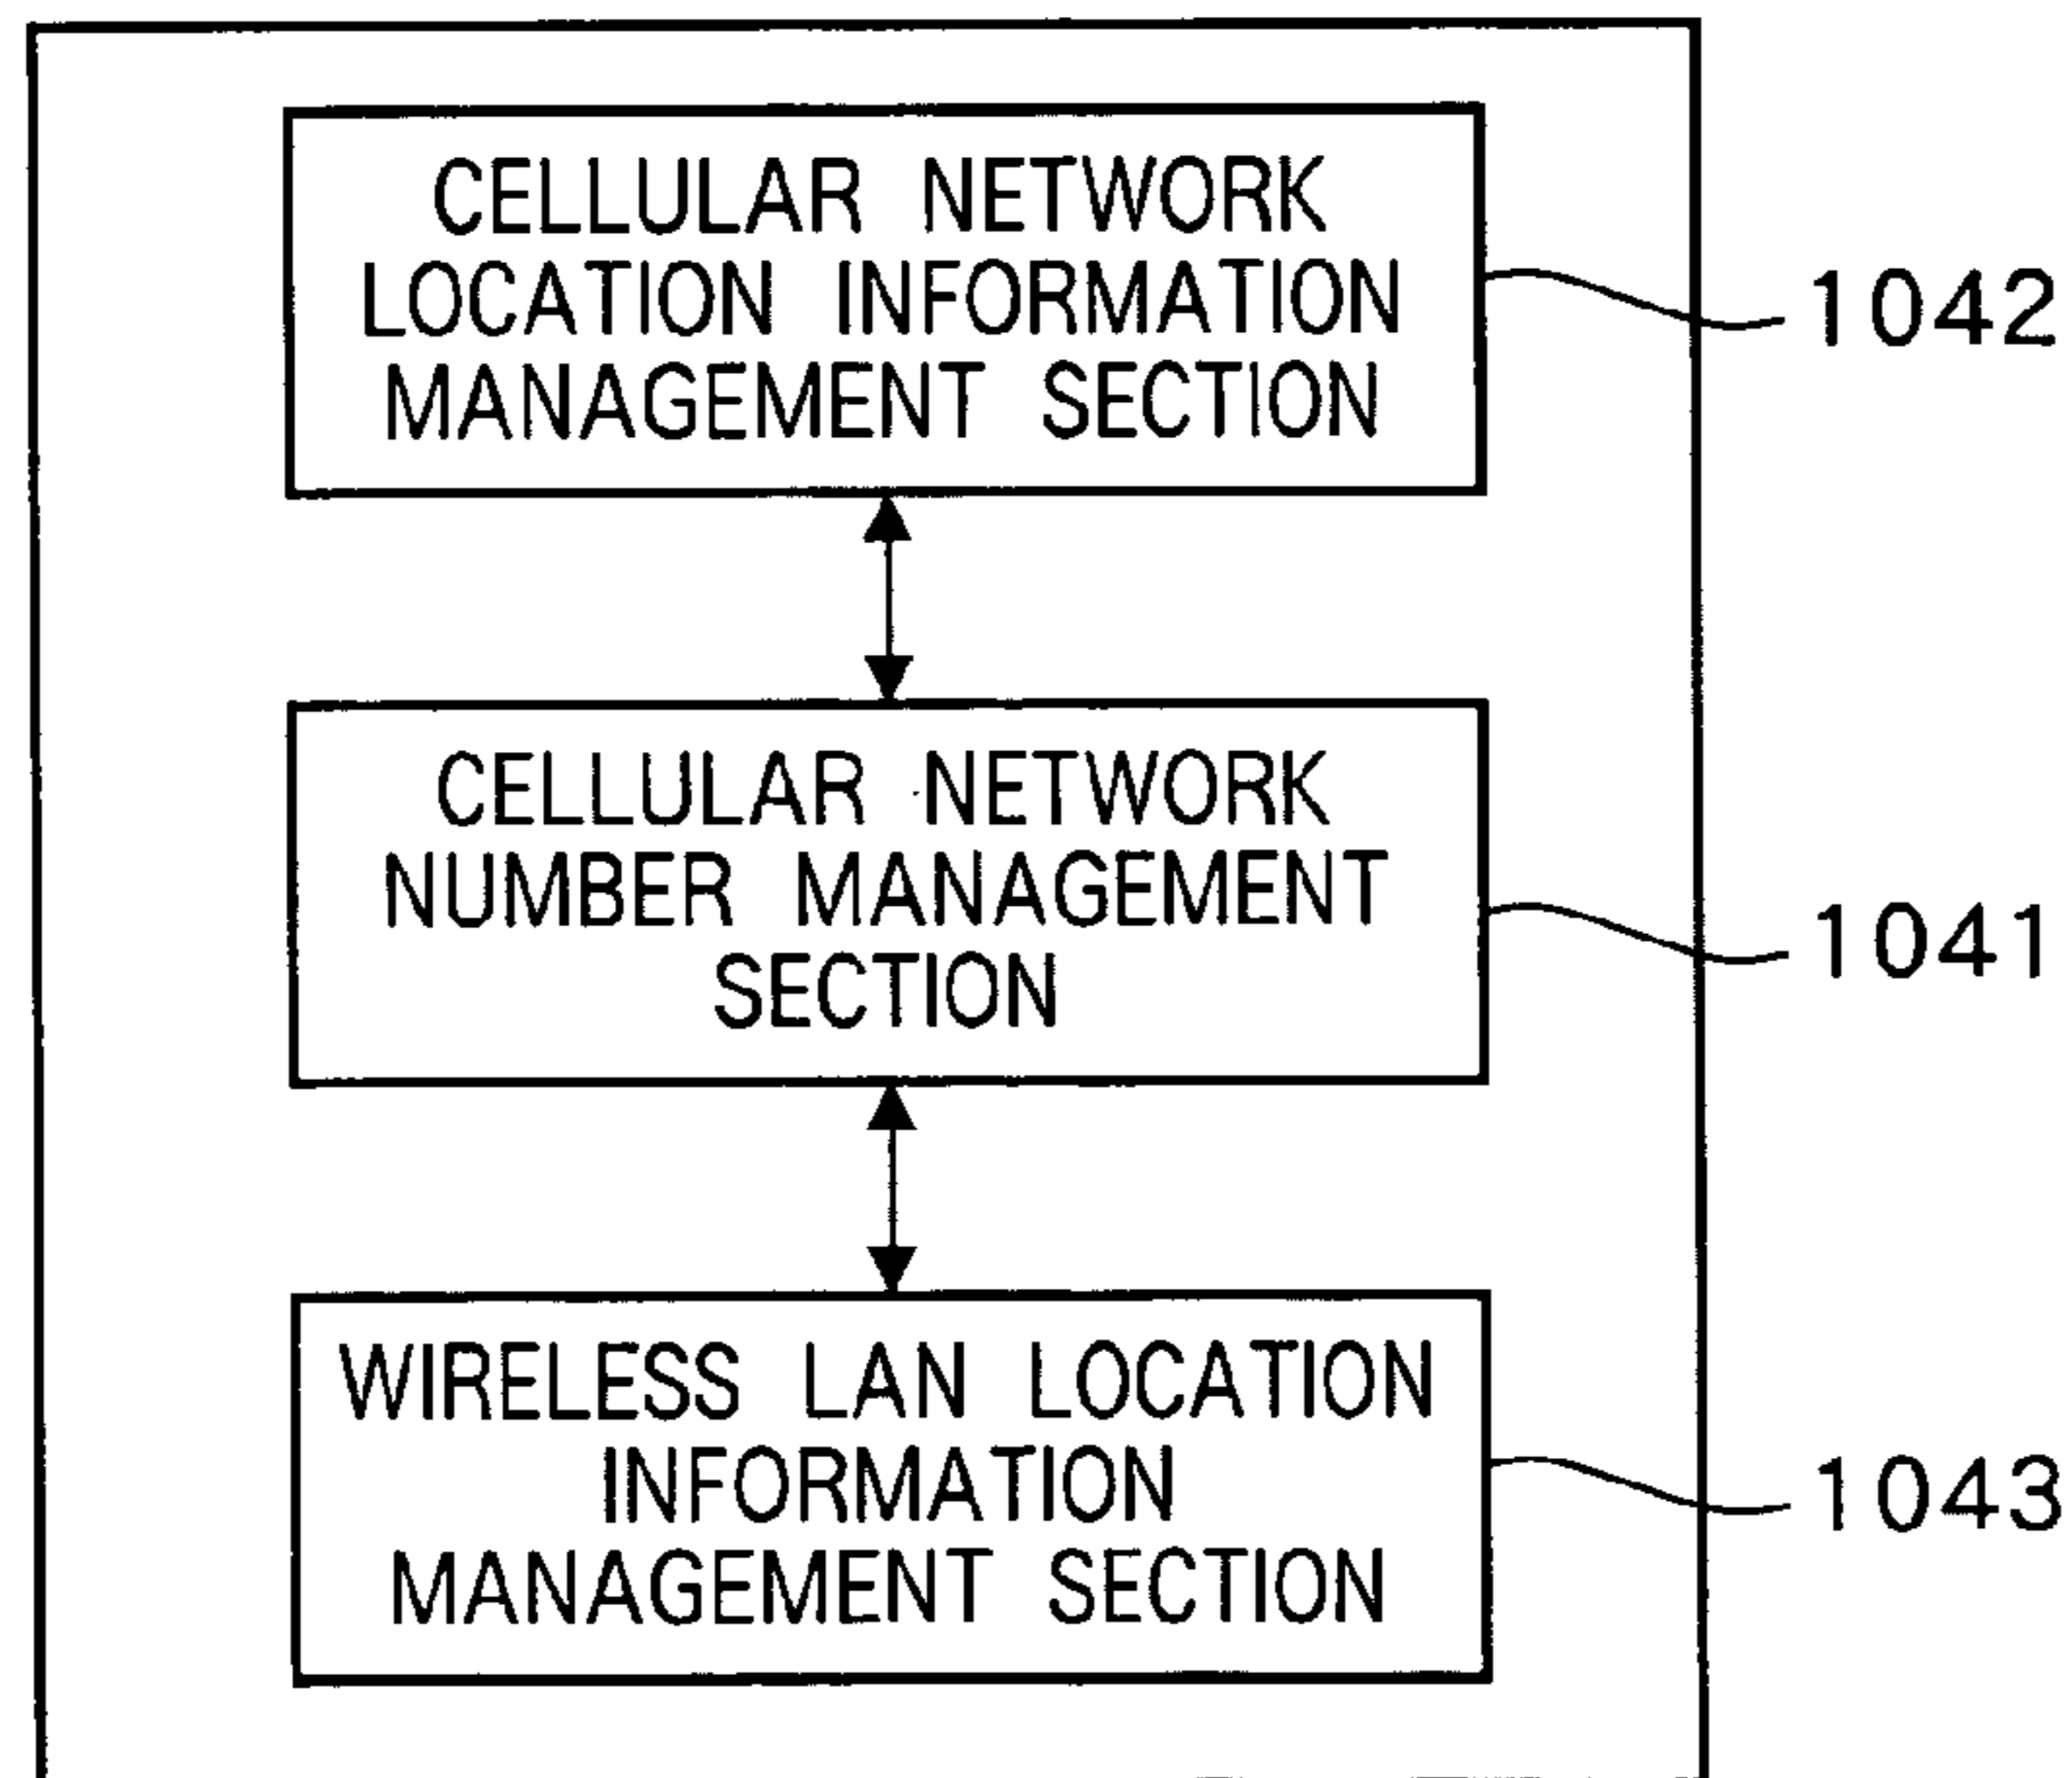 CELLULAR NETWORK
LOCATION INFORMATION
MANAGEMENT SECTION
1042
CELLULAR NETWORK
NUMBER MANAGEMENT
SECTION
1041
WIRELESS LAN LOCATION
INFORMATION
MANAGEMENT SECTION
1043